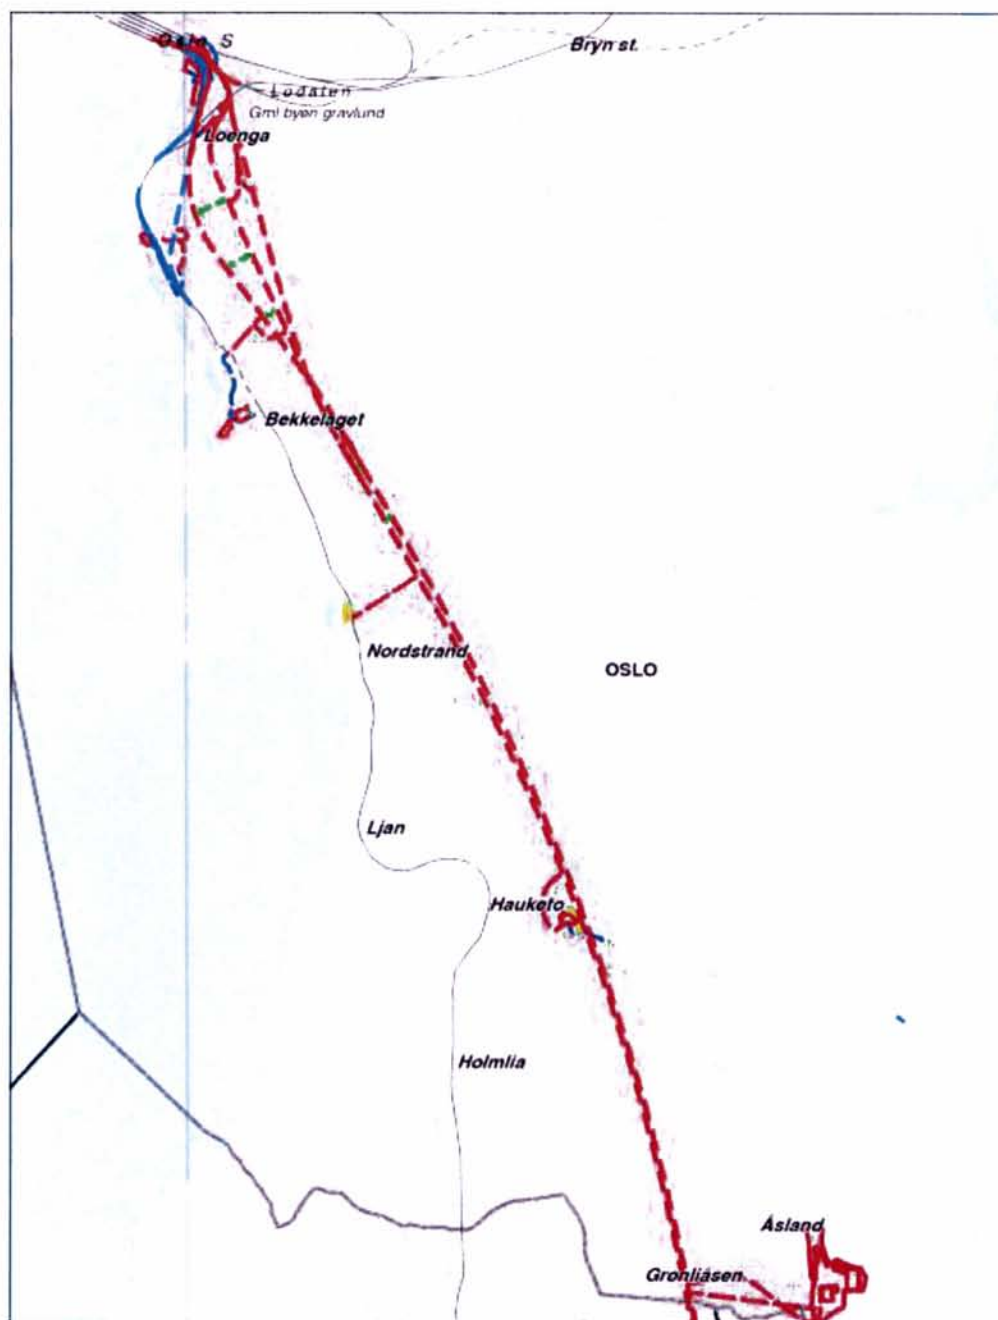 Oslo S
Bryn st.
Lodalen
Gml byen gravlund
Loenga
Bekkelaget
Nordstrand
OSLO
Ljan
Hauketo
Holmlia
Åsland
Grønliåsen